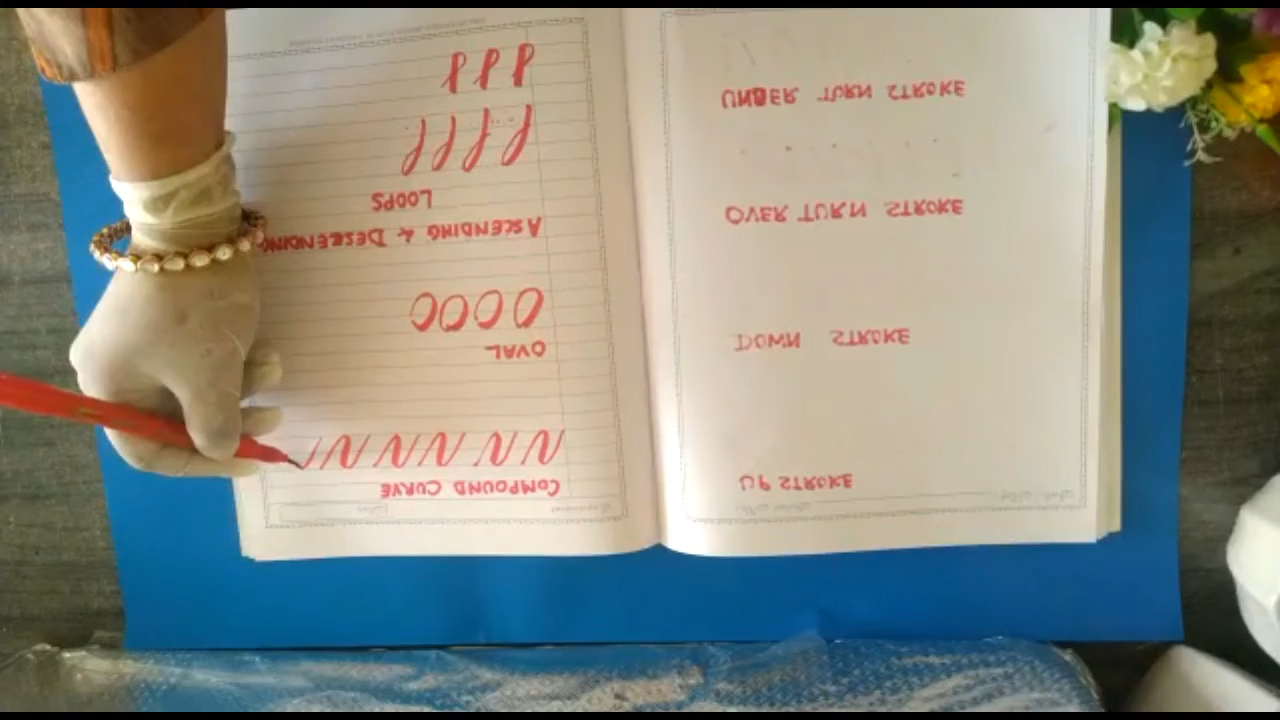 UP STROKE
DOWN STROKE
OVER TURN STROKE
UNDER TURN STROKE
COMPOUND CURVE
OVAL
ASCENDING & DESCENDING
LOOPS